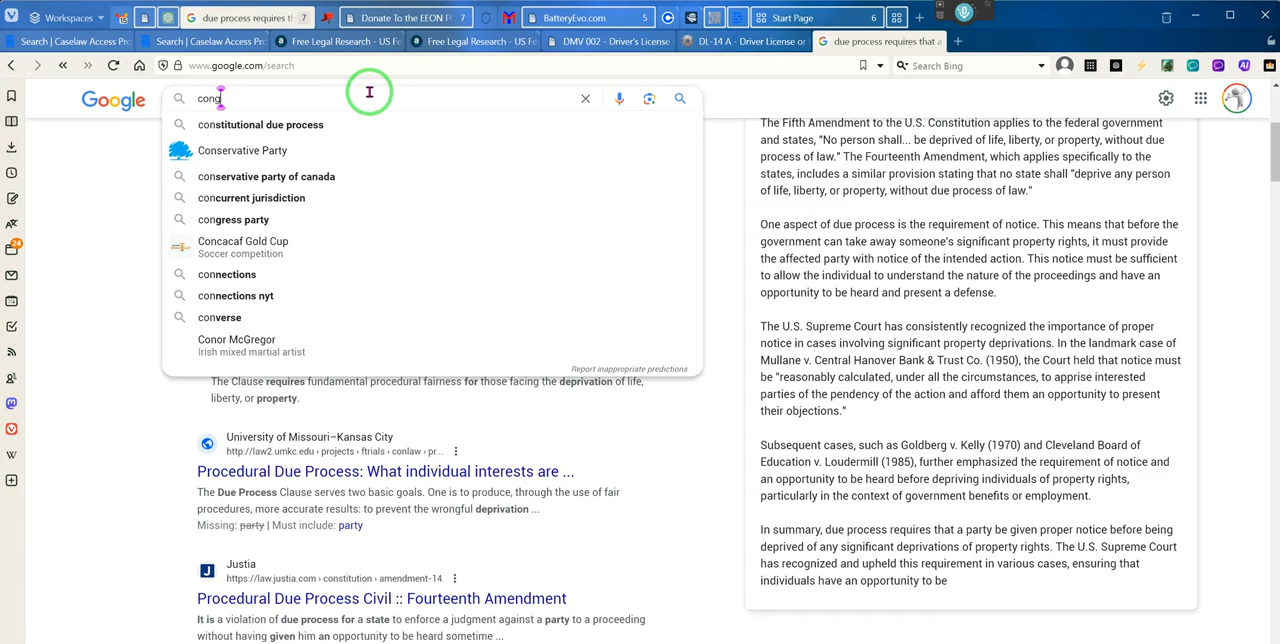 Workspaces
due process requires th
7
Donate To the EEON F
7
BatteryEvo.com
5
Start Page
6
Search | Caselaw Access Pr
Search | Caselaw Access Pr
Free Legal Research - US Fe
Free Legal Research - US Fe
DMV 002 - Driver's License
DL-14 A - Driver License or
due process requires that a
www.google.com/search
Search Bing
Google
cong
constitutional due process
Conservative Party
conservative party of canada
concurrent jurisdiction
congress party
Concacaf Gold Cup
Soccer competition
connections
connections nyt
converse
Conor McGregor
Irish mixed martial artist
Report inappropriate predictions
The Clause requires fundamental procedural fairness for those facing the deprivation of life,
liberty, or property.
University of Missouri–Kansas City
http://law2.umkc.edu › projects › ftrials › conlaw › pr...
Procedural Due Process: What individual interests are ...
The Due Process Clause serves two basic goals. One is to produce, through the use of fair
procedures, more accurate results: to prevent the wrongful deprivation ...
Missing: party | Must include: party
Justia
https://law.justia.com › constitution › amendment-14
Procedural Due Process Civil :: Fourteenth Amendment
It is a violation of due process for a state to enforce a judgment against a party to a proceeding
without having given him an opportunity to be heard sometime ...
The Fifth Amendment to the U.S. Constitution applies to the federal government
and states, "No person shall... be deprived of life, liberty, or property, without due
process of law." The Fourteenth Amendment, which applies specifically to the
states, includes a similar provision stating that no state shall "deprive any person
of life, liberty, or property, without due process of law."
One aspect of due process is the requirement of notice. This means that before the
government can take away someone's significant property rights, it must provide
the affected party with notice of the intended action. This notice must be sufficient
to allow the individual to understand the nature of the proceedings and have an
opportunity to be heard and present a defense.
The U.S. Supreme Court has consistently recognized the importance of proper
notice in cases involving significant property deprivations. In the landmark case of
Mullane v. Central Hanover Bank & Trust Co. (1950), the Court held that notice must
be "reasonably calculated, under all the circumstances, to apprise interested
parties of the pendency of the action and afford them an opportunity to present
their objections."
Subsequent cases, such as Goldberg v. Kelly (1970) and Cleveland Board of
Education v. Loudermill (1985), further emphasized the requirement of notice and
an opportunity to be heard before depriving individuals of property rights,
particularly in the context of government benefits or employment.
In summary, due process requires that a party be given proper notice before being
deprived of any significant deprivations of property rights. The U.S. Supreme Court
has recognized and upheld this requirement in various cases, ensuring that
individuals have an opportunity to be
24